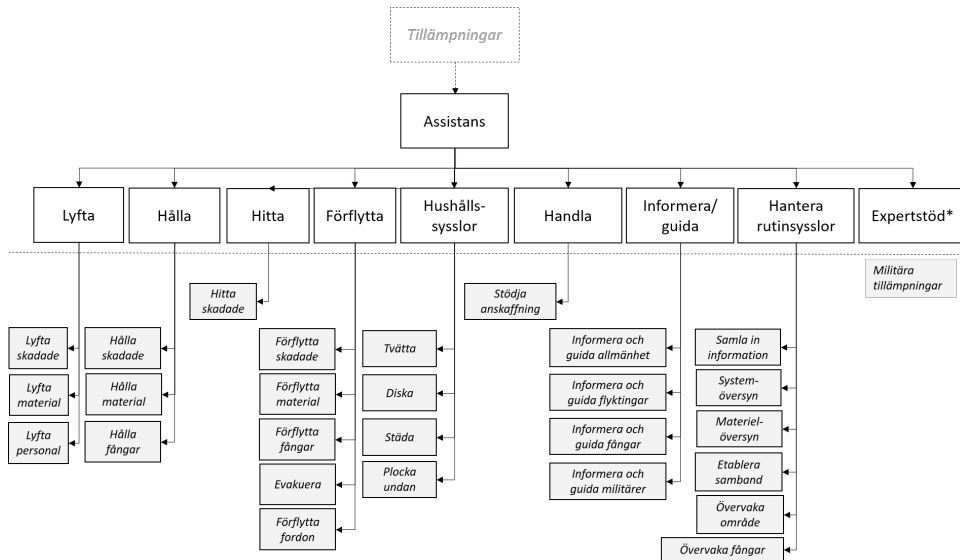 Tillämpningar
Assistans
Lyfta
Hålla
Hitta
Förflytta
Hushålls-
sysslor
Handla
Informera/
guida
Hantera
rutinsysslor
Expertstöd*
Militära
tillämpningar
Lyfta
skadade
Lyfta
material
Lyfta
personal
Hålla
skadade
Hålla
material
Hålla
fångar
Hitta
skadade
Förflytta
skadade
Förflytta
material
Förflytta
fångar
Evakuera
Förflytta
fordon
Tvätta
Diska
Städa
Plocka
undan
Stödja
anskaffning
Informera och
guida allmänhet
Informera och
guida flyktingar
Informera och
guida fångar
Informera och
guida militärer
Samla in
information
System-
översyn
Materiel-
översyn
Etablera
samband
Övervaka
område
Övervaka fångar